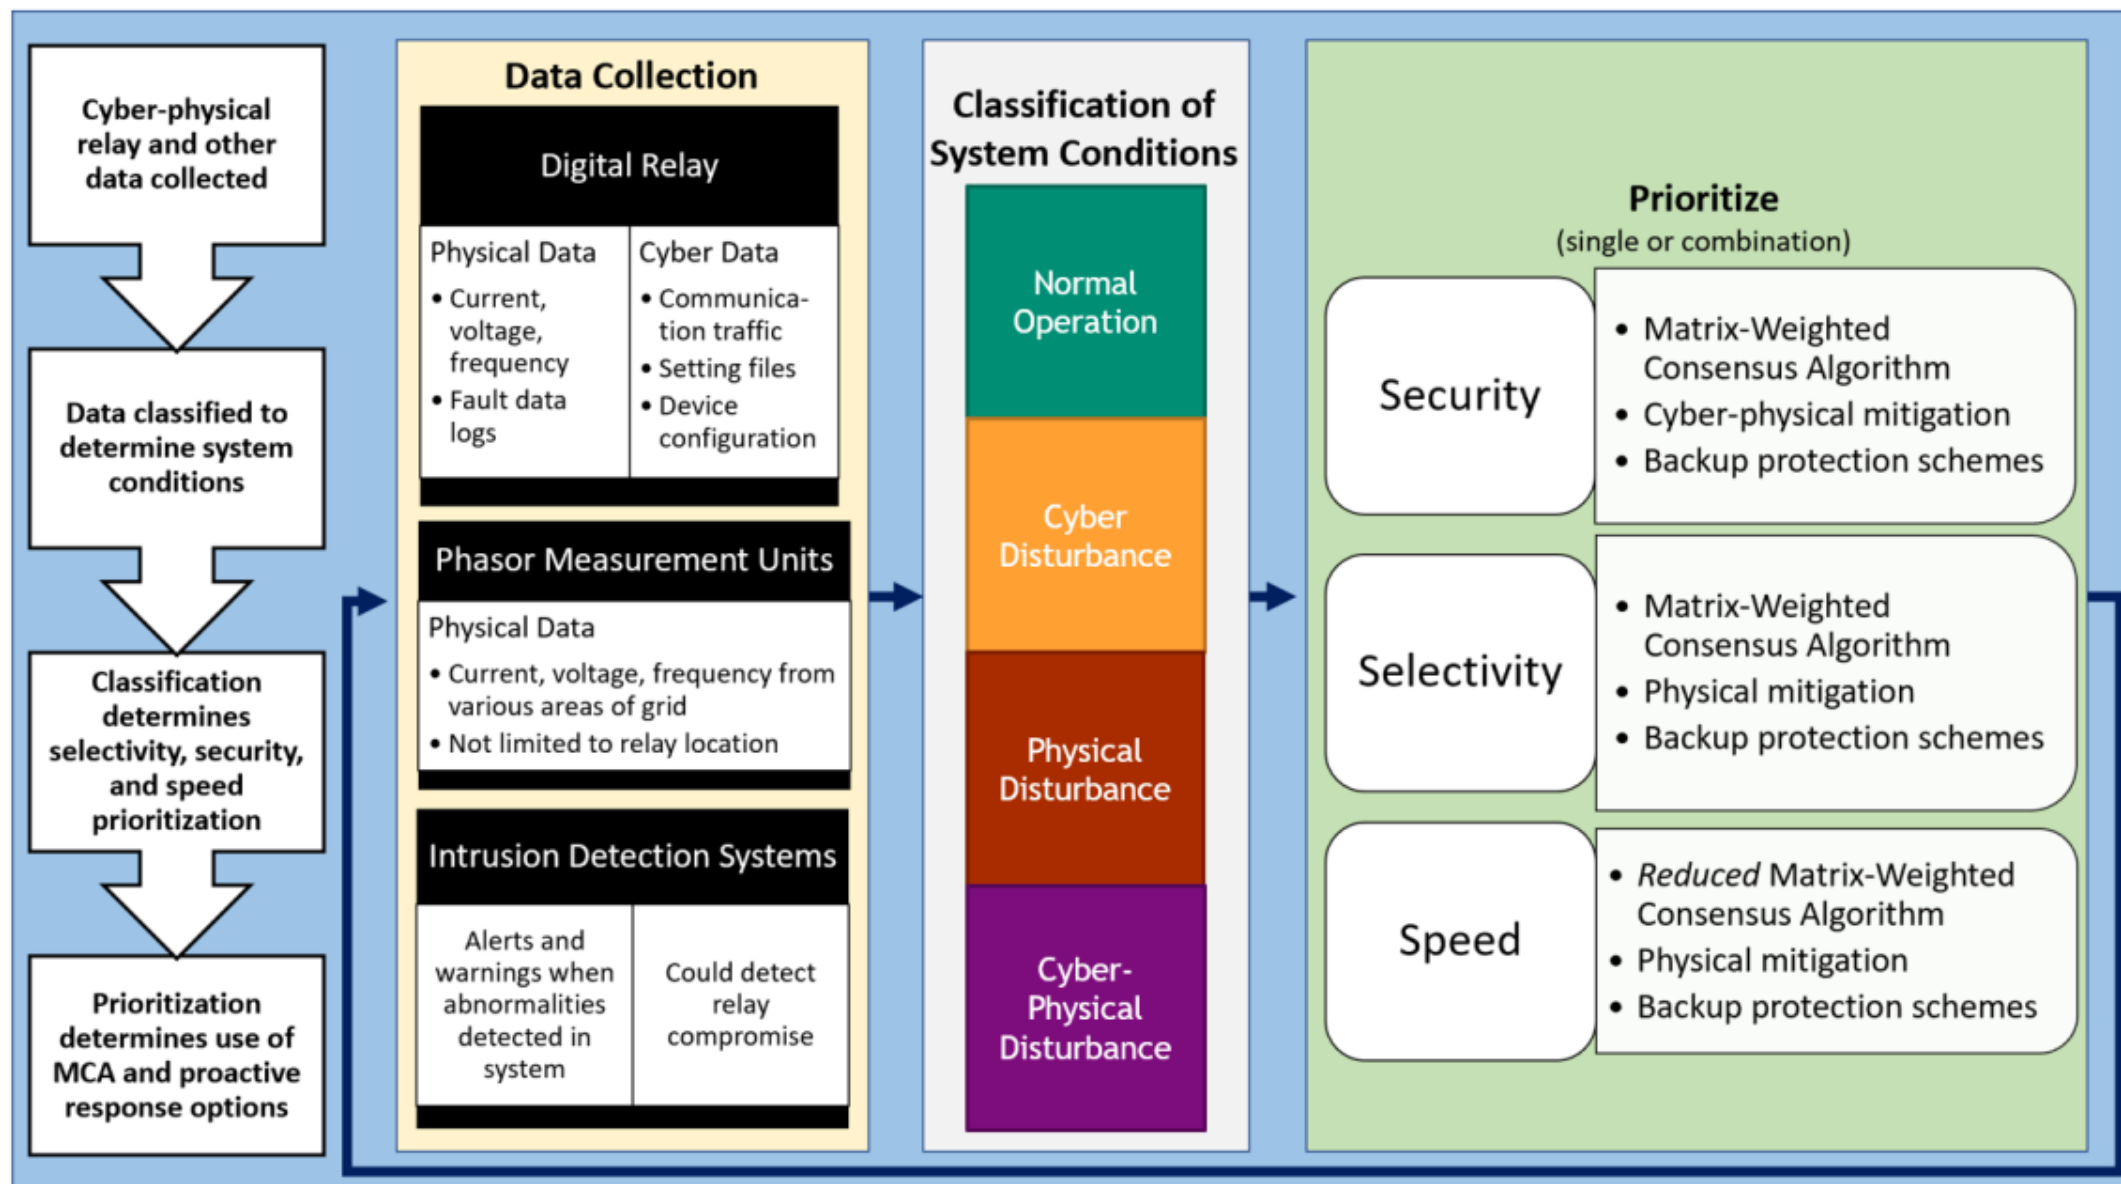 Cyber-physical
relay and other
data collected
Data classified to
determine system
conditions
Classification
determines
selectivity, security,
and speed
prioritization
Prioritization
determines use of
MCA and proactive
response options
Data Collection
Digital Relay
Physical Data
• Current,
voltage,
frequency
• Fault data
logs
Cyber Data
• Communica-
tion traffic
• Setting files
• Device
configuration
Phasor Measurement Units
Physical Data
• Current, voltage, frequency from
various areas of grid
• Not limited to relay location
Intrusion Detection Systems
Alerts and
warnings when
abnormalities
detected in
system
Could detect
relay
compromise
Classification of
System Conditions
Normal
Operation
Cyber
Disturbance
Physical
Disturbance
Cyber-
Physical
Disturbance
Prioritize
(single or combination)
Security
• Matrix-Weighted
Consensus Algorithm
• Cyber-physical mitigation
• Backup protection schemes
Selectivity
• Matrix-Weighted
Consensus Algorithm
• Physical mitigation
• Backup protection schemes
Speed
• Reduced Matrix-Weighted
Consensus Algorithm
• Physical mitigation
• Backup protection schemes